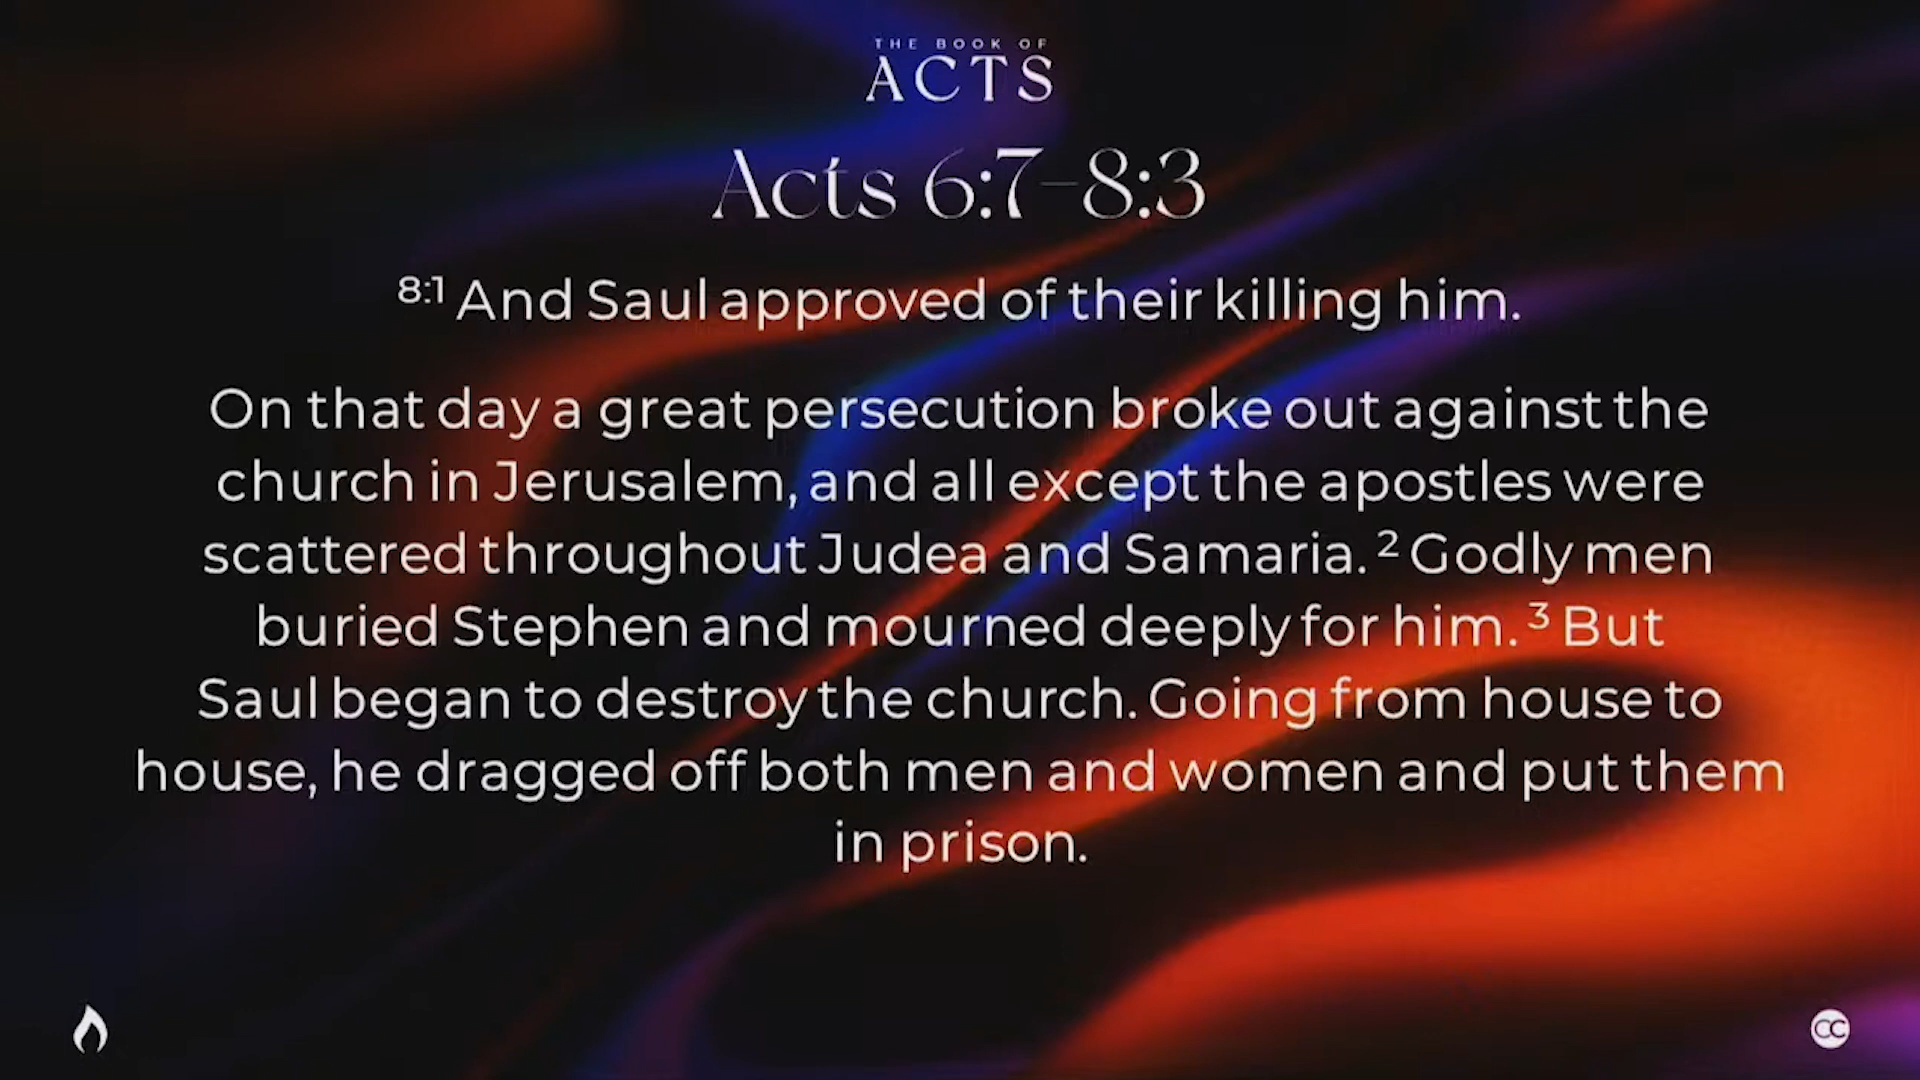 THE BOOK OF
ACTS
Acts 6:7–8:3
8:1 And Saul approved of their killing him.
On that day a great persecution broke out against the
church in Jerusalem, and all except the apostles were
scattered throughout Judea and Samaria. 2 Godly men
buried Stephen and mourned deeply for him. 3 But
Saul began to destroy the church. Going from house to
house, he dragged off both men and women and put them
in prison.
CC